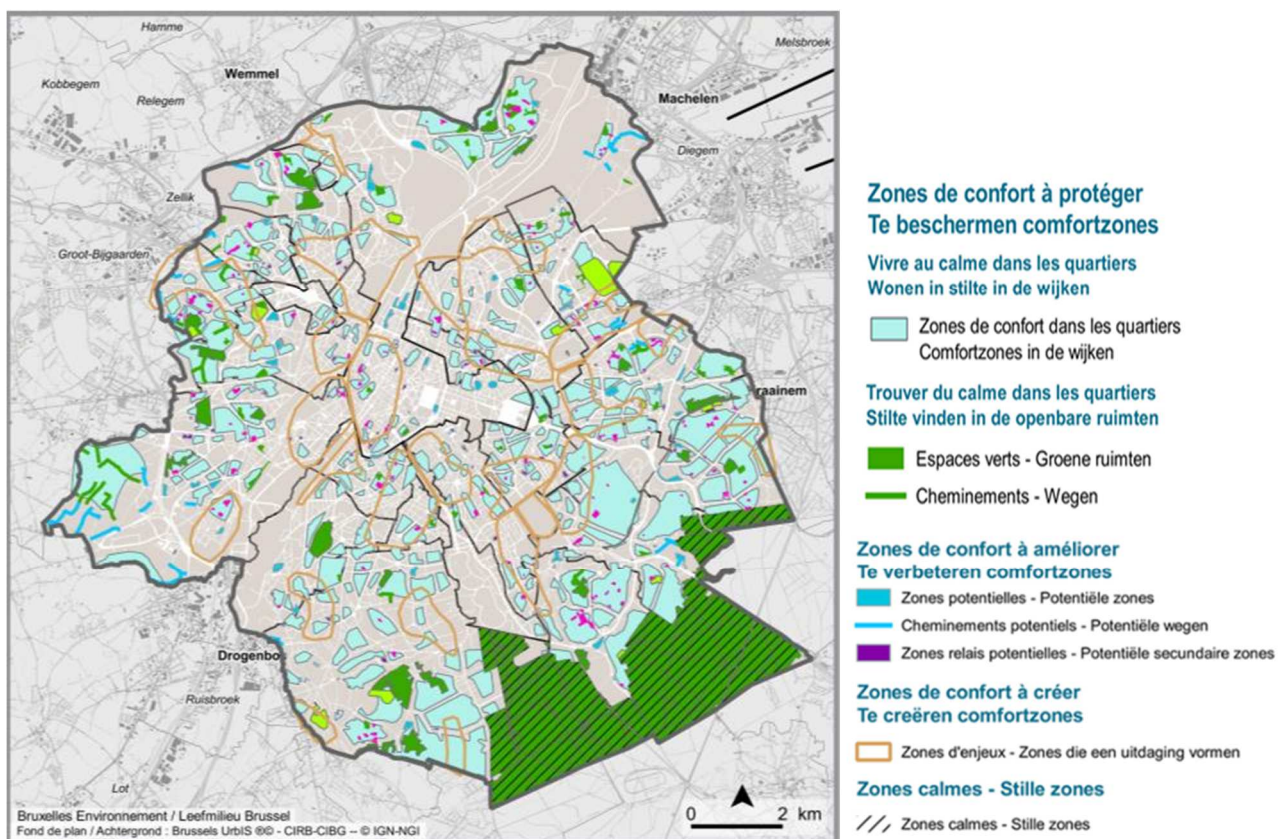 Hamme
Melsbroek
Wemmel
Kobbegem
Relegem
Machelen
Diegem
Zellik
Groot-Bijgaarden
raainem
Drogenbo
Ruisbroek
Lot
0 2 km
Bruxelles Environnement / Leefmilieu Brussel
Fond de plan / Achtergrond : Brussels UrbIS ®© - CIRB-CIBG -- © IGN-NGI
Zones de confort à protéger
Te beschermen comfortzones
Vivre au calme dans les quartiers
Wonen in stilte in de wijken
Zones de confort dans les quartiers
Comfortzones in de wijken
Trouver du calme dans les quartiers
Stilte vinden in de openbare ruimten
Espaces verts - Groene ruimten
Cheminements - Wegen
Zones de confort à améliorer
Te verbeteren comfortzones
Zones potentielles - Potentiële zones
Cheminements potentiels - Potentiële wegen
Zones relais potentielles - Potentiële secundaire zones
Zones de confort à créer
Te creëren comfortzones
Zones d'enjeux - Zones die een uitdaging vormen
Zones calmes - Stille zones
Zones calmes - Stille zones